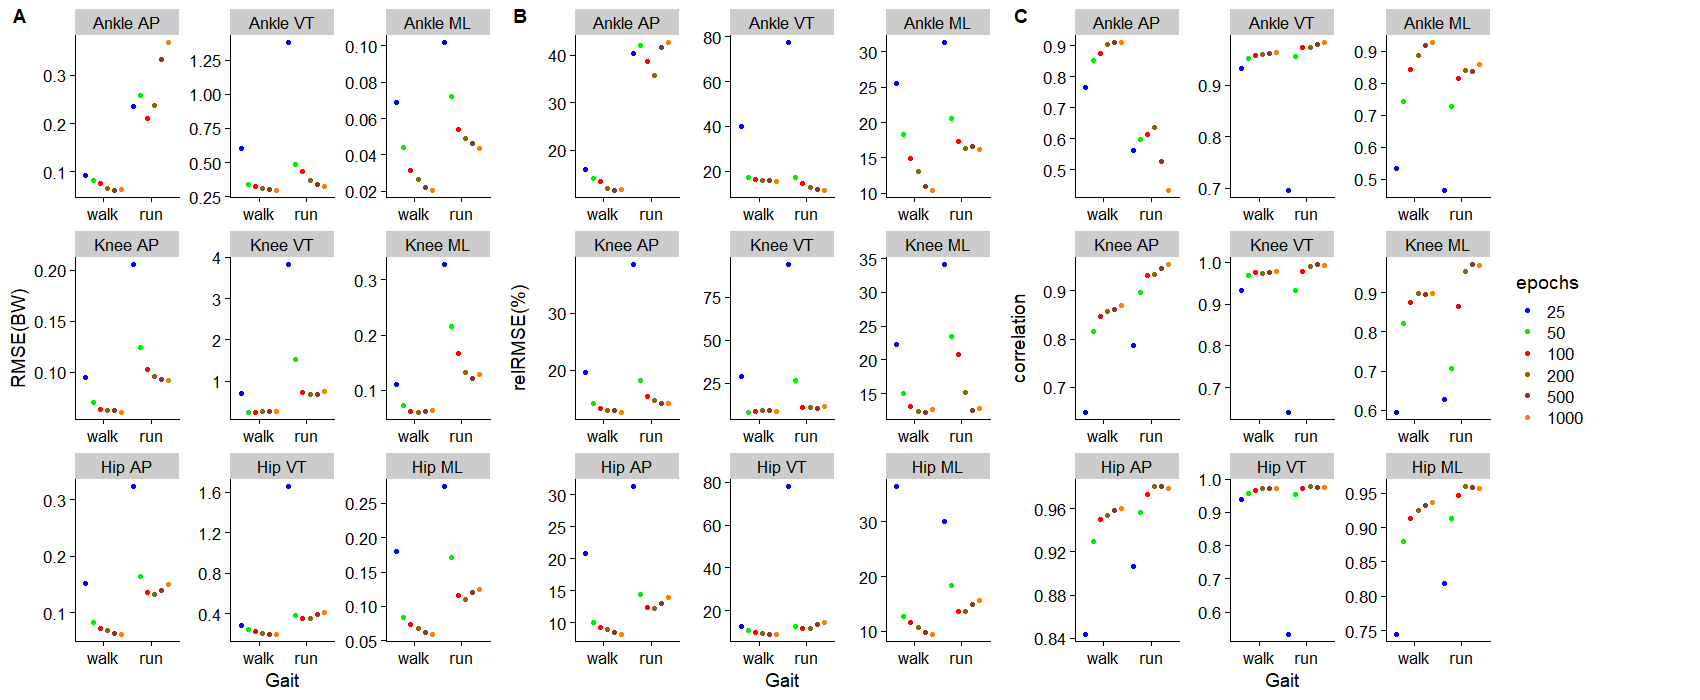 A
B
C
Ankle AP
Ankle VT
Ankle ML
Ankle AP
Ankle VT
Ankle ML
Ankle AP
Ankle VT
Ankle ML
0.3
0.2
0.1
1.25
1.00
0.75
0.50
0.25
0.10
0.08
0.06
0.04
0.02
40
30
20
80
60
40
20
30
25
20
15
10
0.9
0.8
0.7
0.6
0.5
0.9
0.8
0.7
0.9
0.8
0.7
0.6
0.5
walk run
walk run
walk run
walk run
walk run
walk run
walk run
walk run
walk run
Knee AP
Knee VT
Knee ML
Knee AP
Knee VT
Knee ML
Knee AP
Knee VT
Knee ML
RMSE(BW)
relRMSE(%)
correlation
0.20
0.15
0.10
4
3
2
1
0.3
0.2
0.1
30
20
75
50
25
35
30
25
20
15
0.9
0.8
0.7
1.0
0.9
0.8
0.7
0.9
0.8
0.7
0.6
walk run
walk run
walk run
walk run
walk run
walk run
walk run
walk run
walk run
epochs
25
50
100
200
500
1000
Hip AP
Hip VT
Hip ML
Hip AP
Hip VT
Hip ML
Hip AP
Hip VT
Hip ML
0.3
0.2
0.1
1.6
1.2
0.8
0.4
0.25
0.20
0.15
0.10
0.05
30
25
20
15
10
80
60
40
20
30
20
10
0.96
0.92
0.88
0.84
1.0
0.9
0.8
0.7
0.6
0.95
0.90
0.85
0.80
0.75
walk run
walk run
walk run
walk run
walk run
walk run
walk run
walk run
walk run
Gait
Gait
Gait